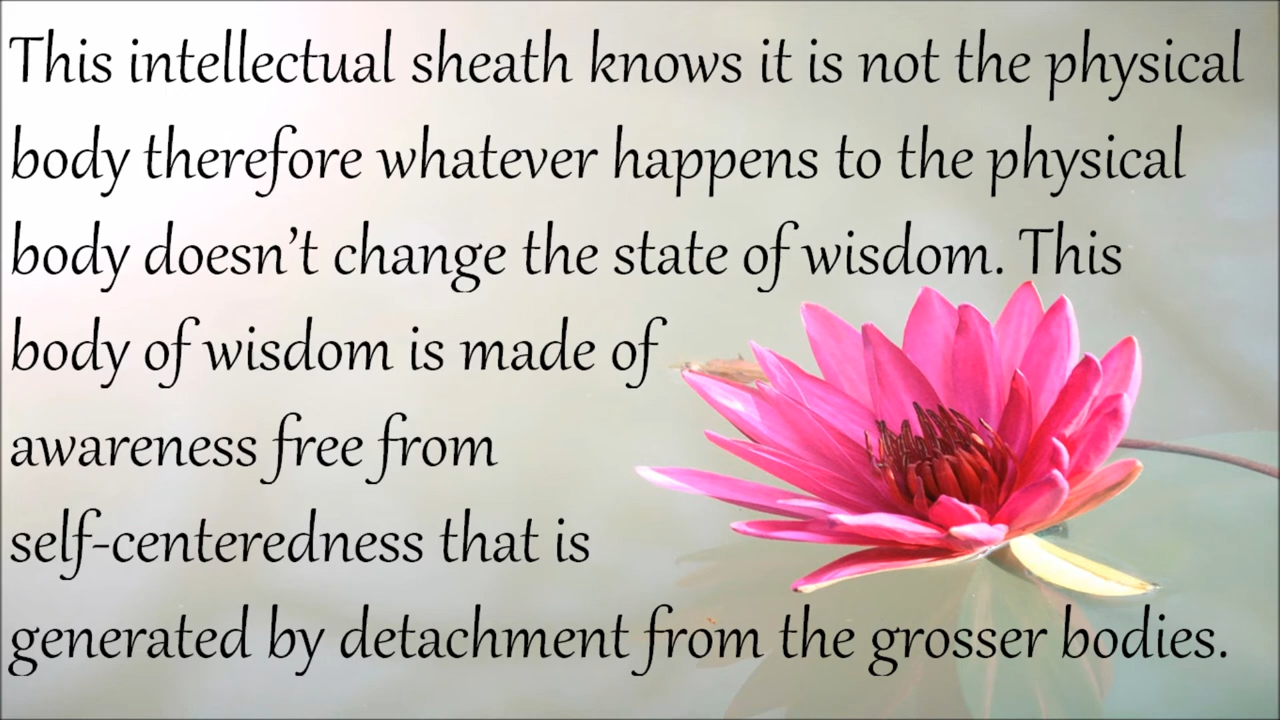 This intellectual sheath knows it is not the physical
body therefore whatever happens to the physical
body doesn’t change the state of wisdom. This
body of wisdom is made of
awareness free from
self-centeredness that is
generated by detachment from the grosser bodies.